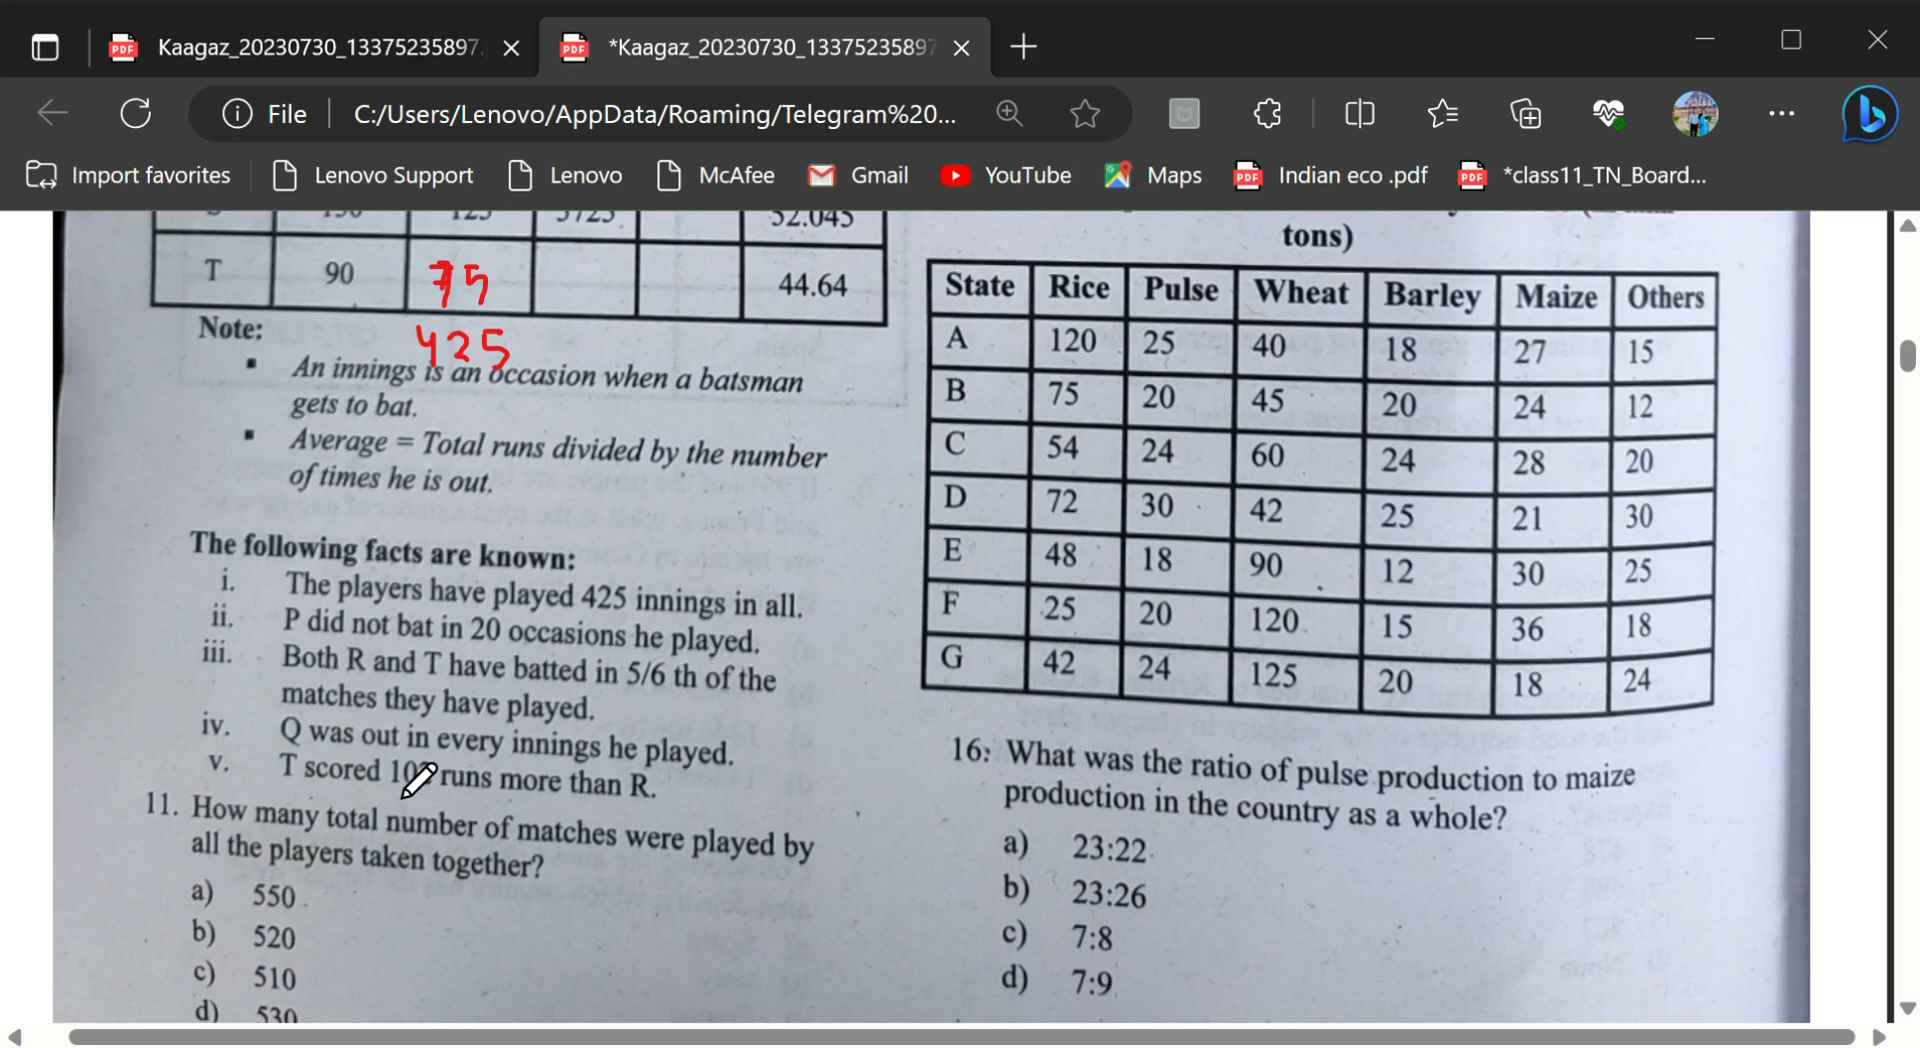 Kaagaz_20230730_13375235897.
*Kaagaz_20230730_13375235897
File
C:/Users/Lenovo/AppData/Roaming/Telegram%20...
Import favorites
Lenovo Support
Lenovo
McAfee
Gmail
YouTube
Maps
Indian eco .pdf
*class11_TN_Board...
125 3725 52.045
T 90 75 44.64
425
Note:
▪ An innings is an occasion when a batsman
gets to bat.
▪ Average = Total runs divided by the number
of times he is out.
The following facts are known:
i. The players have played 425 innings in all.
ii. P did not bat in 20 occasions he played.
iii. Both R and T have batted in 5/6 th of the
matches they have played.
iv. Q was out in every innings he played.
v. T scored runs more than R.
11. How many total number of matches were played by
all the players taken together?
a) 550
b) 520
c) 510
d) 530
tons)
State Rice Pulse Wheat Barley Maize Others
A 120 25 40 18 27 15
B 75 20 45 20 24 12
C 54 24 60 24 28 20
D 72 30 42 25 21 30
E 48 18 90 12 30 25
F 25 20 120 15 36 18
G 42 24 125 20 18 24
16: What was the ratio of pulse production to maize
production in the country as a whole?
a) 23:22
b) 23:26
c) 7:8
d) 7:9